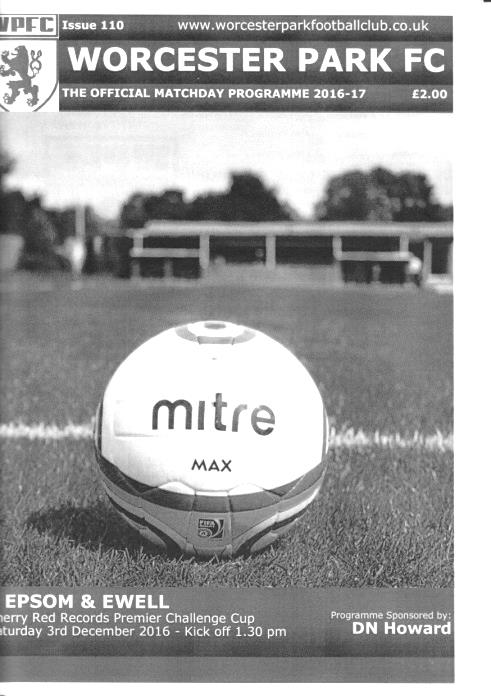 WPFC Issue 110 www.worcesterparkfootballclub.co.uk
WORCESTER PARK FC
THE OFFICIAL MATCHDAY PROGRAMME 2016-17 £2.00
mitre
MAX
FIFA
EPSOM & EWELL
herry Red Records Premier Challenge Cup
aturday 3rd December 2016 - Kick off 1.30 pm
Programme Sponsored by:
DN Howard